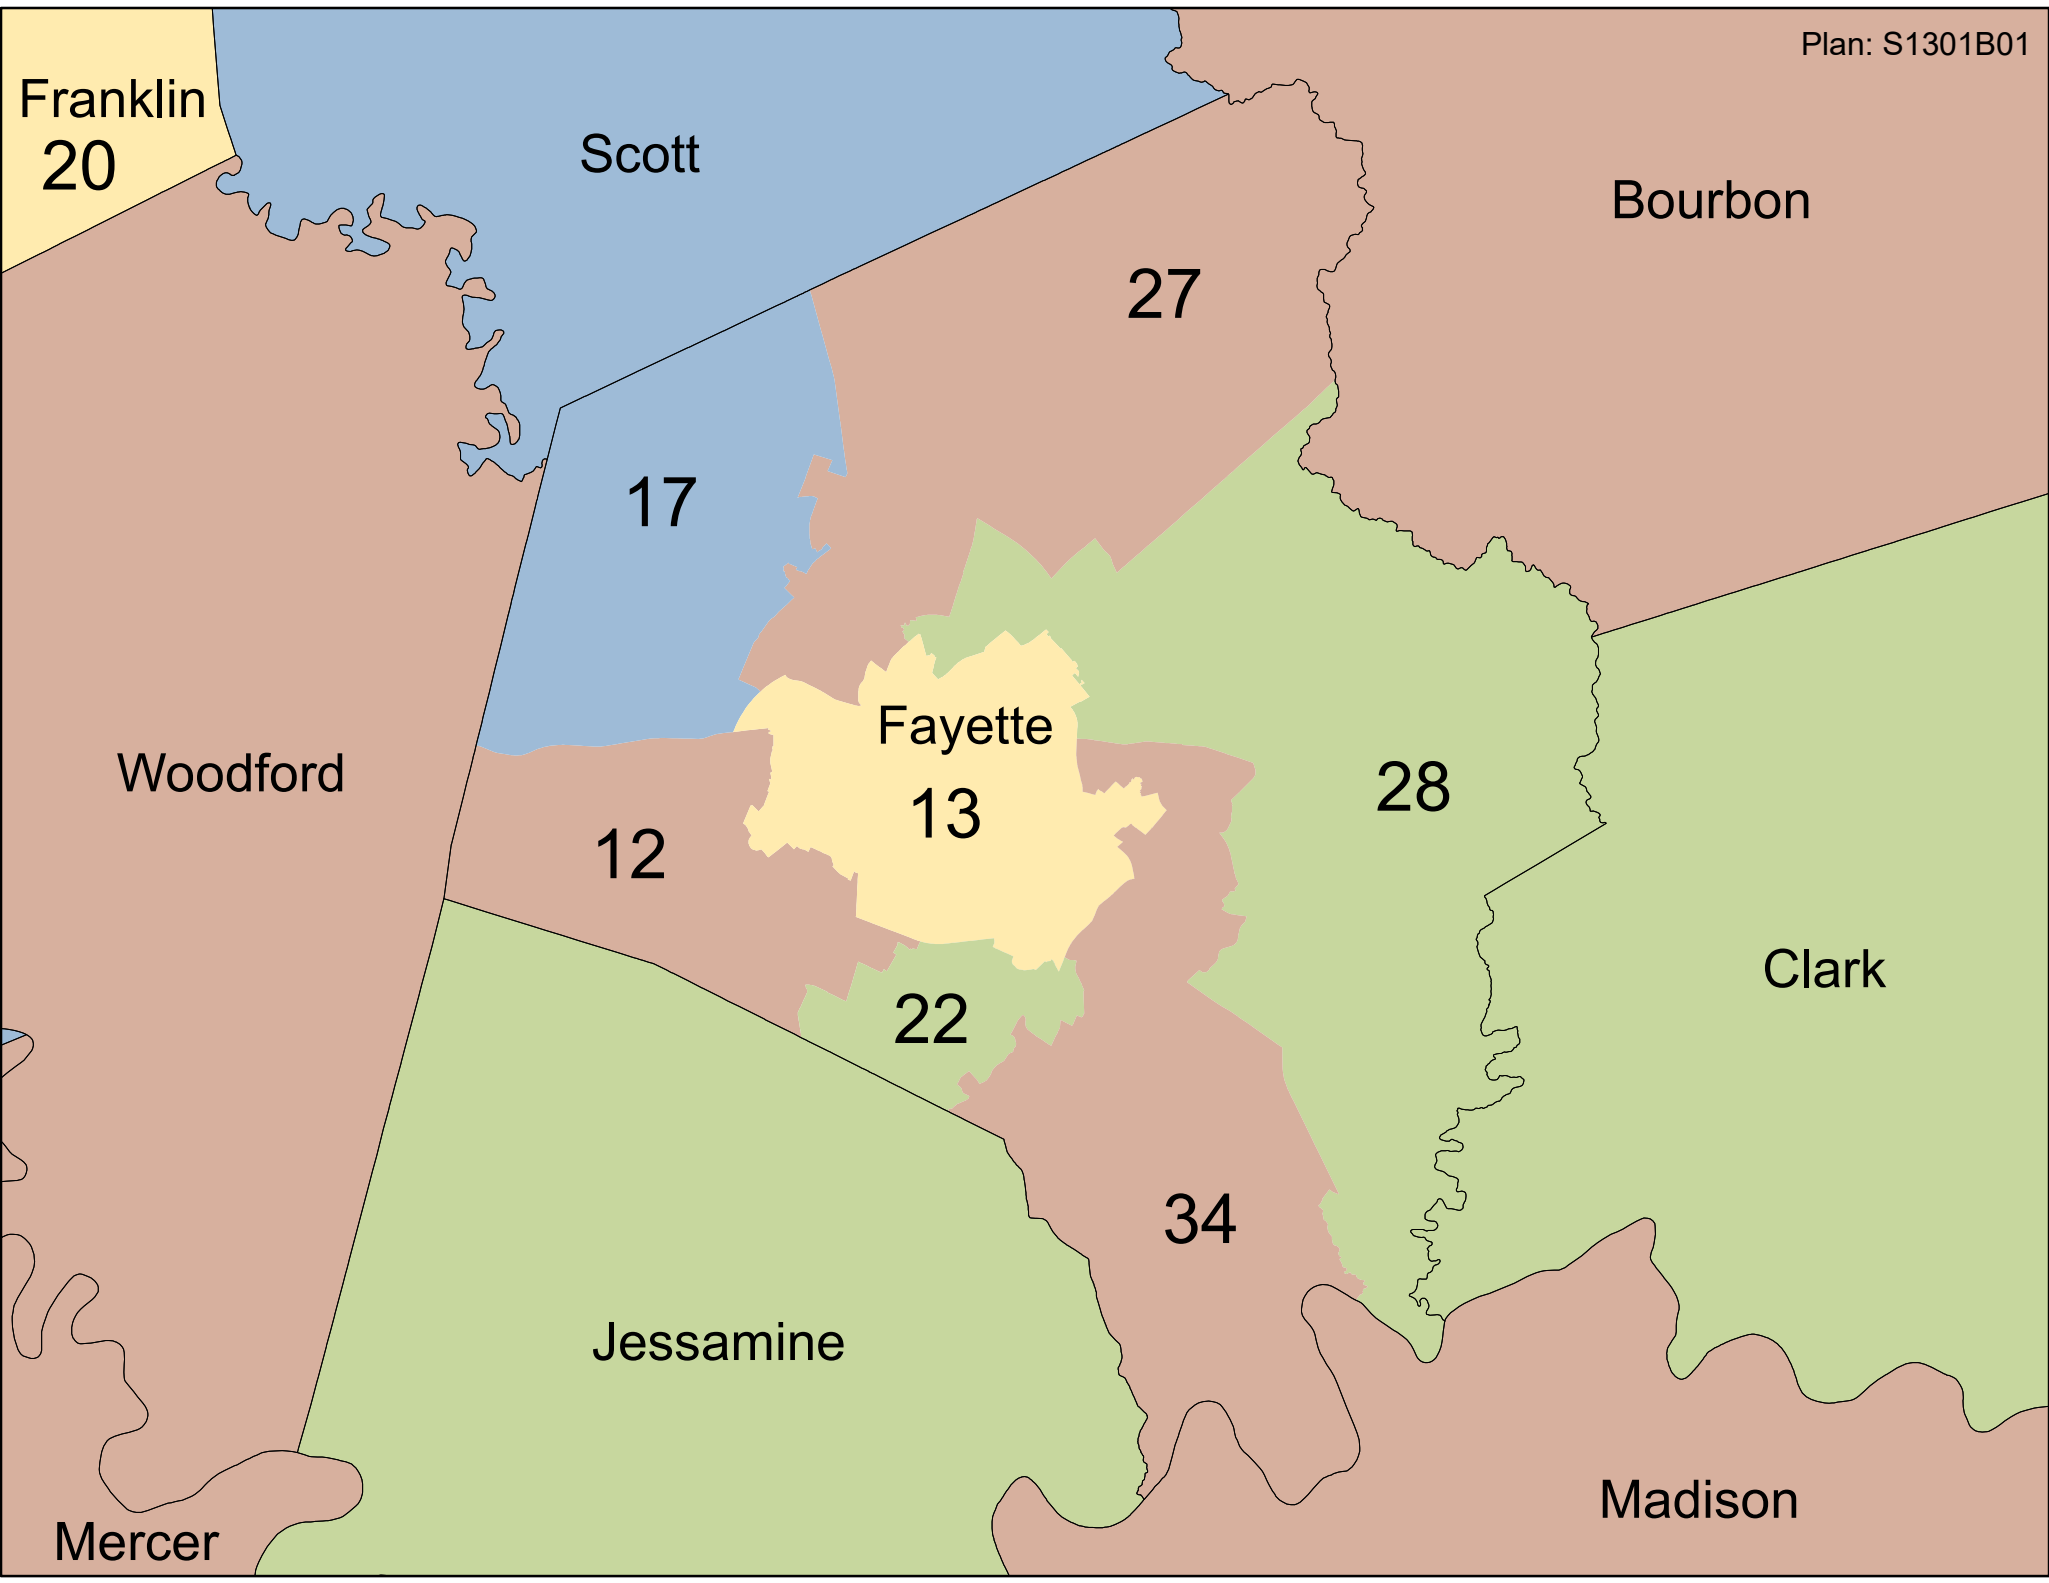 Plan: S1301B01
Franklin
20
Scott
Bourbon
27
17
Fayette
13
Woodford
28
12
Clark
22
34
Jessamine
Madison
Mercer